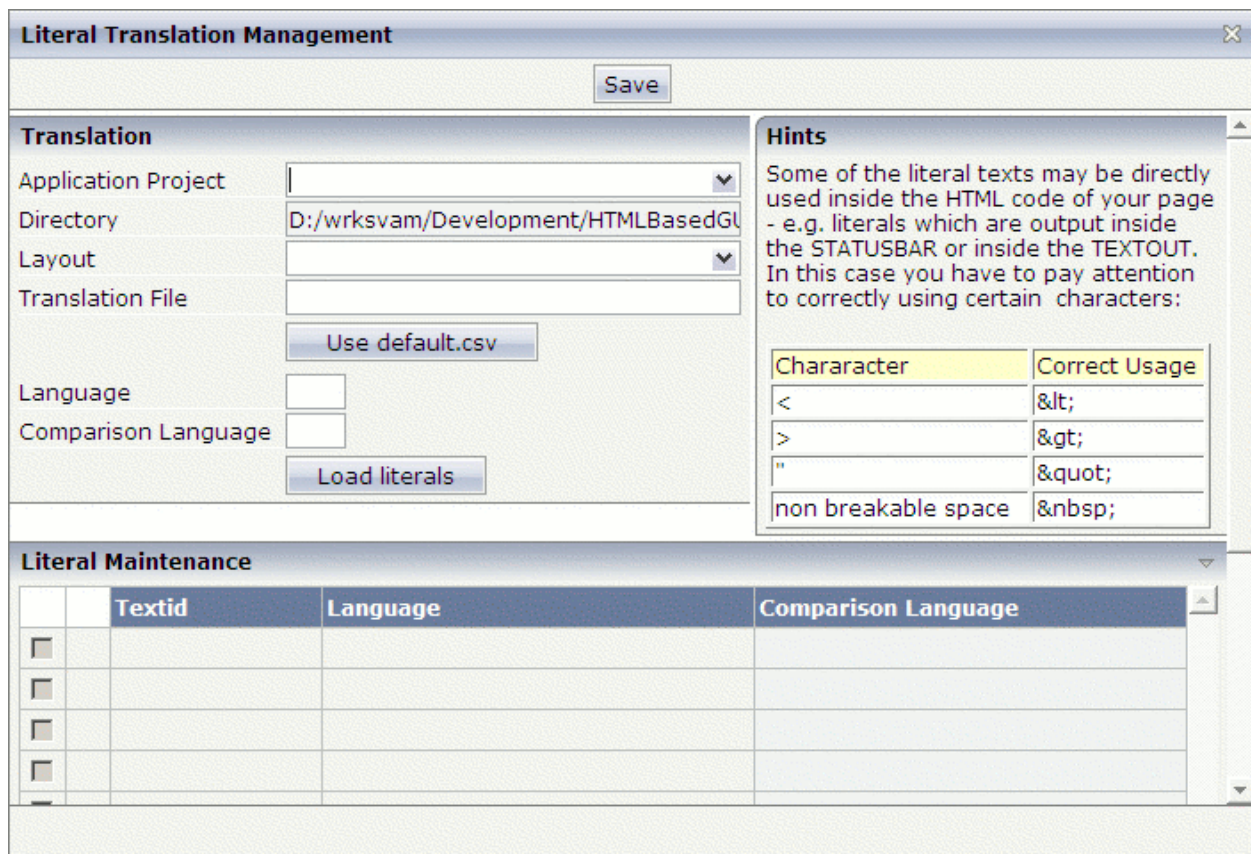 Literal Translation Management
Save
Translation
Application Project
Directory D:/wrksvam/Development/HTMLBasedGU
Layout
Translation File
Use default.csv
Language
Comparison Language
Load literals
Hints
Some of the literal texts may be directly
used inside the HTML code of your page
- e.g. literals which are output inside
the STATUSBAR or inside the TEXTOUT.
In this case you have to pay attention
to correctly using certain characters:
Chararacter Correct Usage
< &lt;
> &gt;
" &quot;
non breakable space &nbsp;
Literal Maintenance
Textid Language Comparison Language